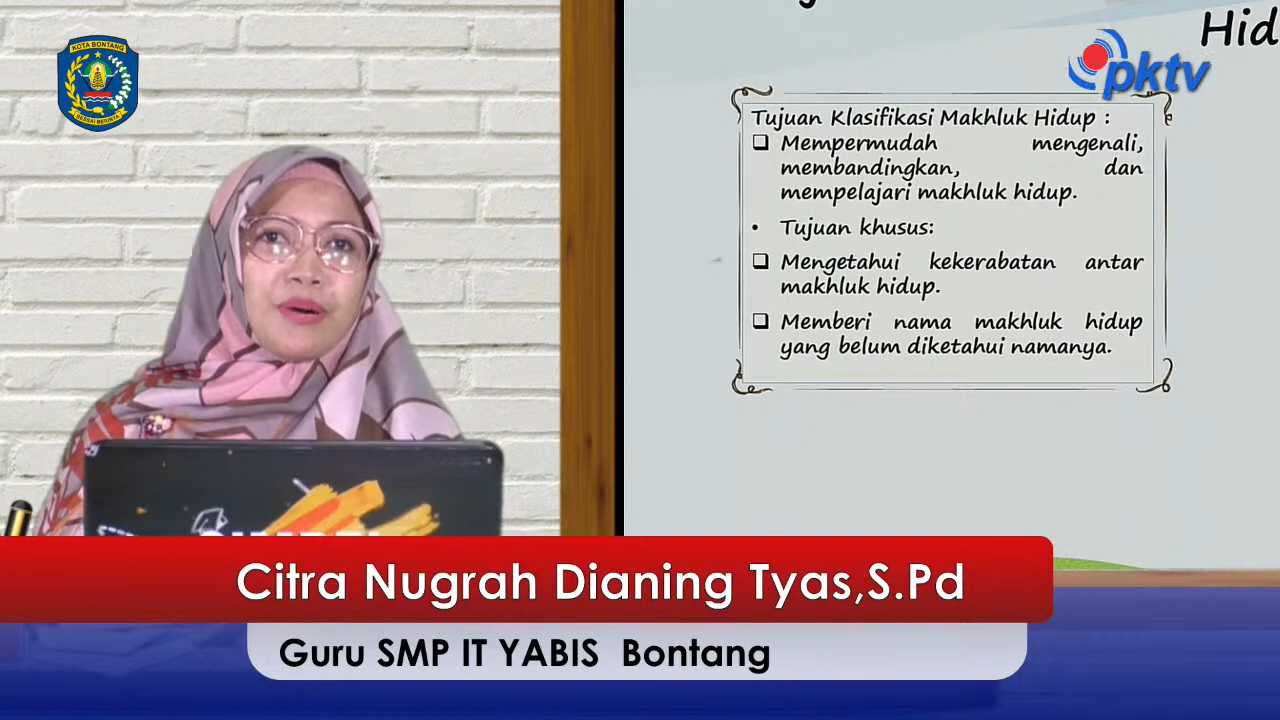 KOTA BONTANG
BESSAI BERINTA
Hid
pktv
Tujuan Klasifikasi Makhluk Hidup :
❑ Mempermudah mengenali,
membandingkan, dan
mempelajari makhluk hidup.
• Tujuan khusus:
❑ Mengetahui kekerabatan antar
makhluk hidup.
❑ Memberi nama makhluk hidup
yang belum diketahui namanya.
Citra Nugrah Dianing Tyas,S.Pd
Guru SMP IT YABIS Bontang